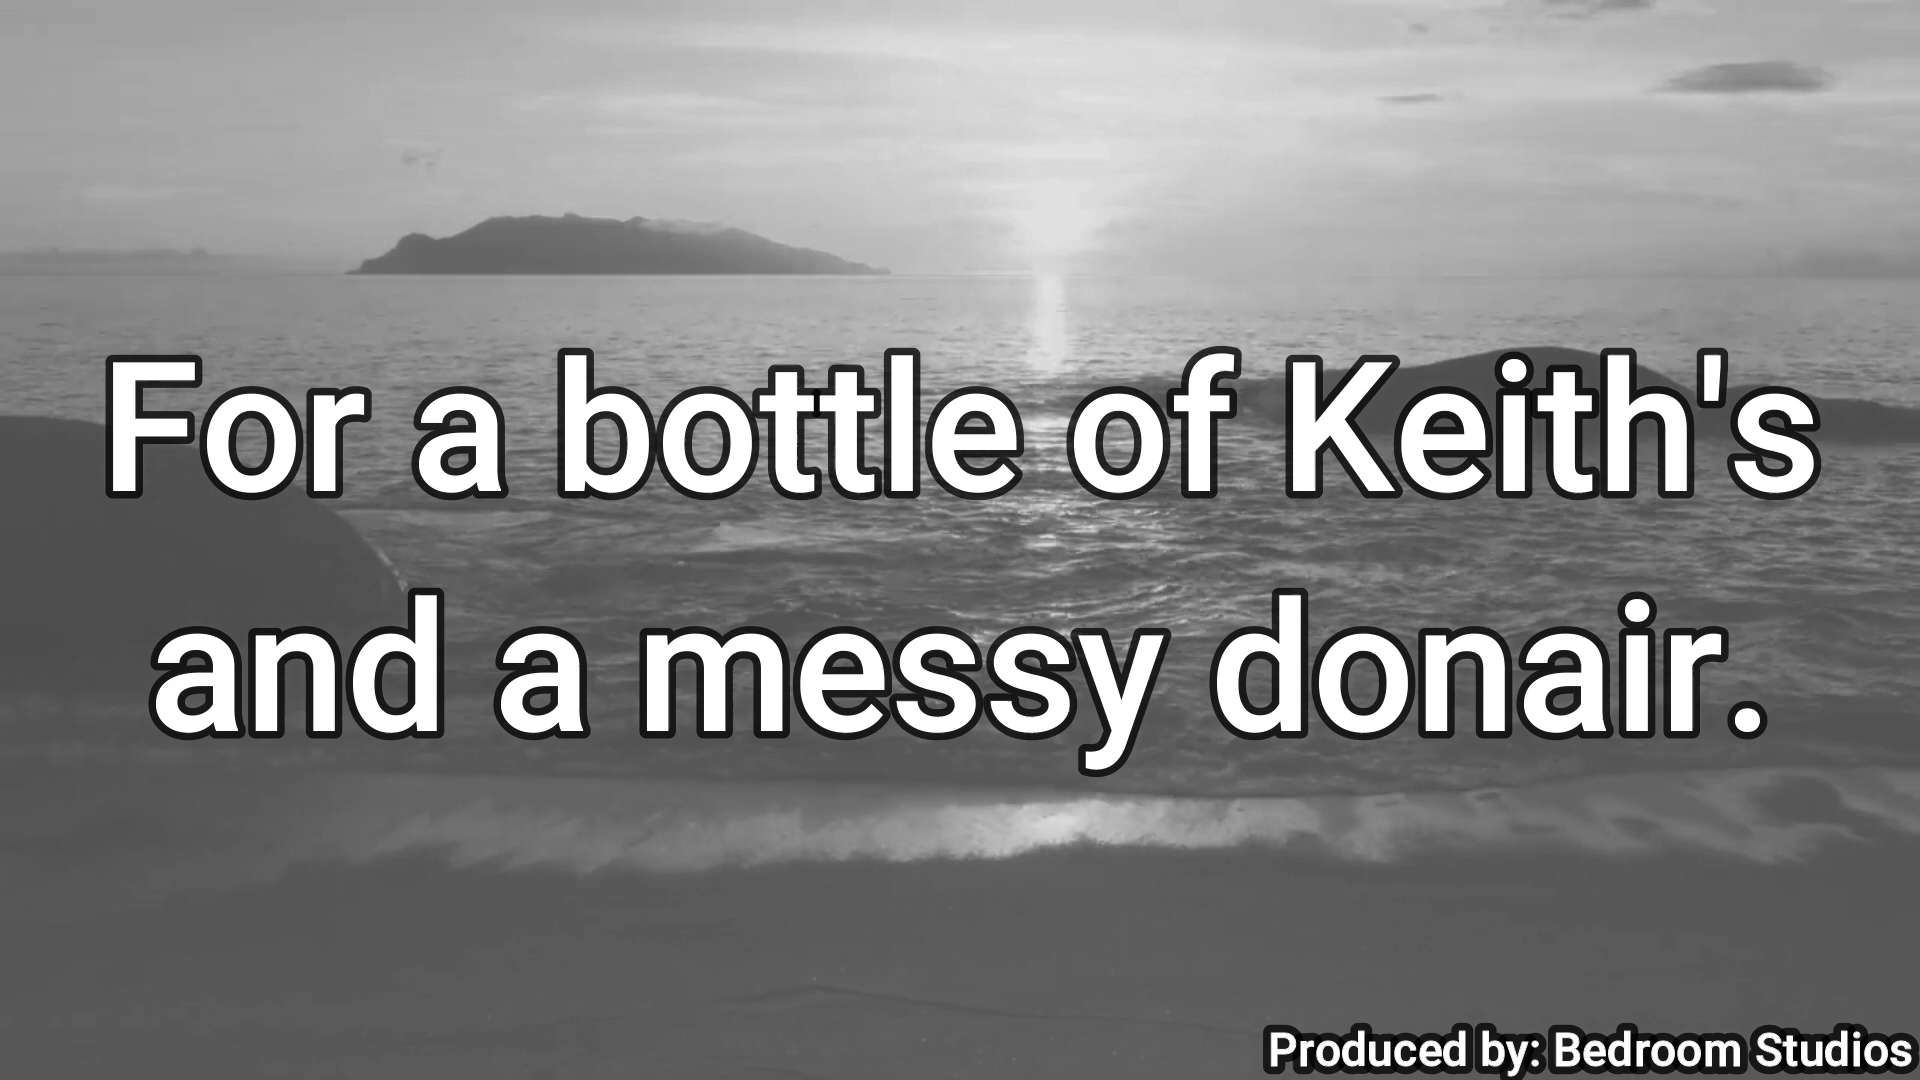 For a bottle of Keith's
and a messy donair.
Produced by: Bedroom Studios